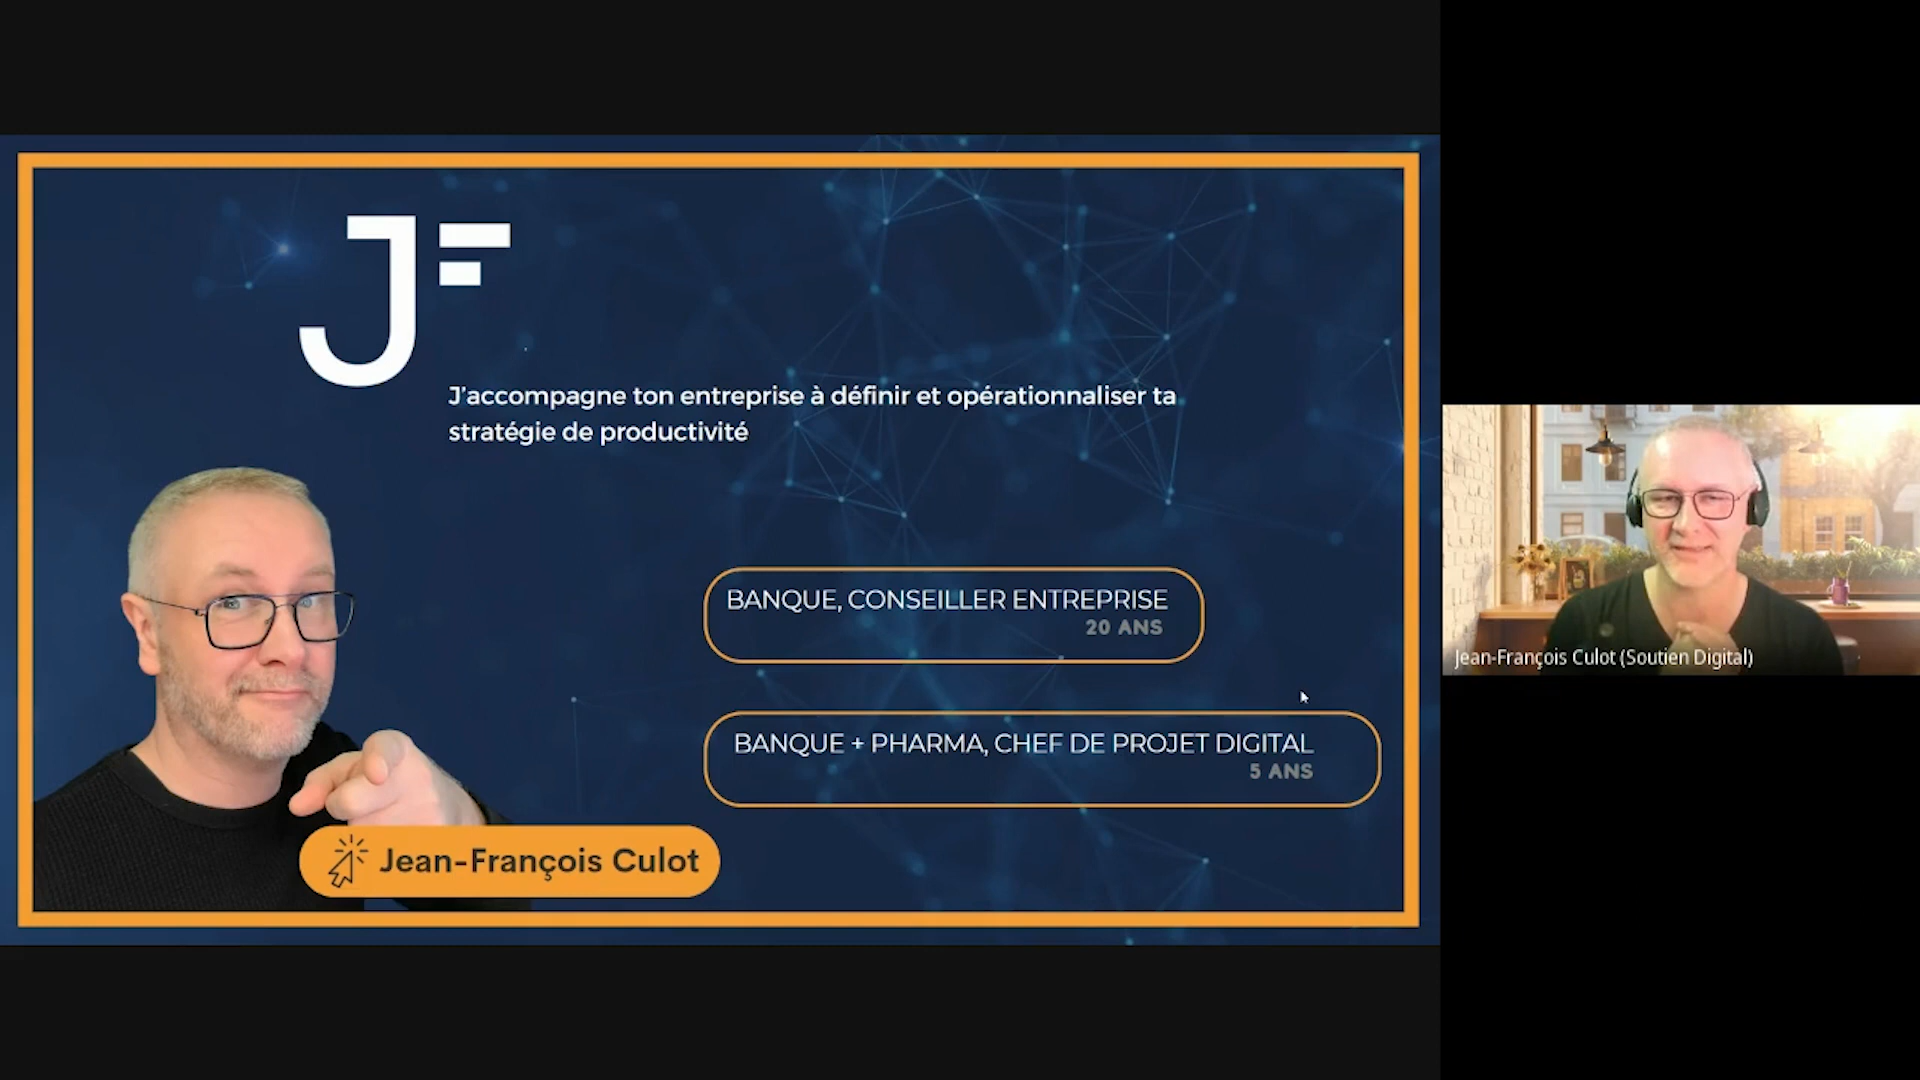 JF
J'accompagne ton entreprise à définir et opérationnaliser ta
stratégie de productivité
BANQUE, CONSEILLER ENTREPRISE
20 ANS
BANQUE + PHARMA, CHEF DE PROJET DIGITAL
5 ANS
Jean-François Culot
Jean-François Culot (Soutien Digital)